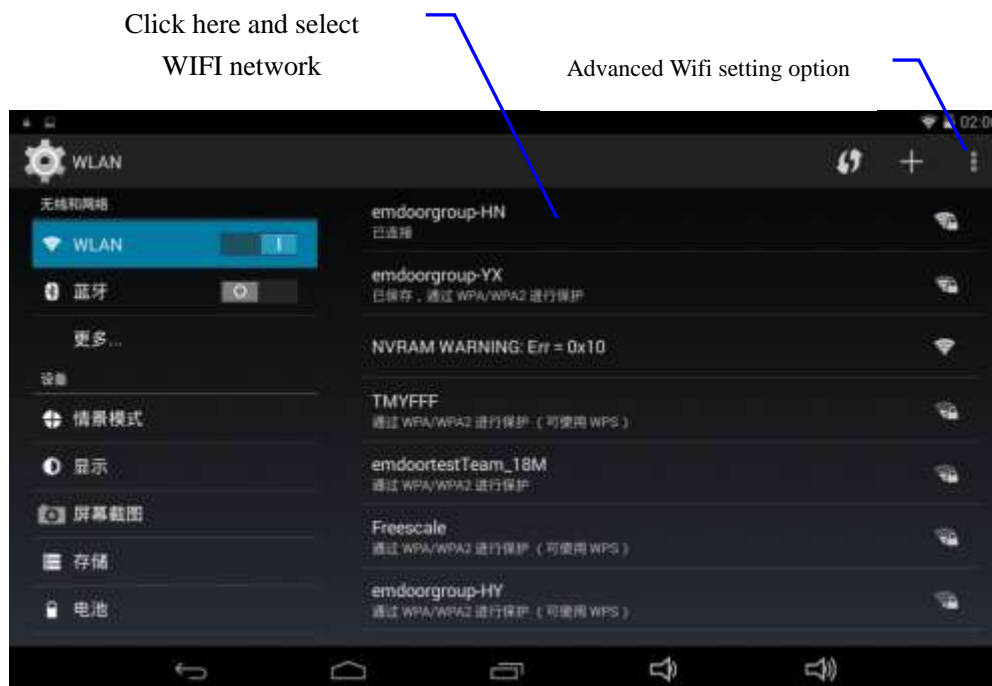 Click here and select
WIFI network
Advanced Wifi setting option
02:0
WLAN
无线和网络
WLAN
蓝牙
更多...
设备
情景模式
显示
屏幕截图
存储
电池
emdoorgroup-HN
已连接
emdoorgroup-YX
已保存，通过 WPA/WPA2 进行保护
NVRAM WARNING: Err = 0x10
TMYFFF
通过 WPA/WPA2 进行保护 （可使用 WPS）
emdoortestTeam_18M
通过 WPA/WPA2 进行保护
Freescale
通过 WPA/WPA2 进行保护 （可使用 WPS）
emdoorgroup-HY
通过 WPA/WPA2 进行保护 （可使用 WPS）